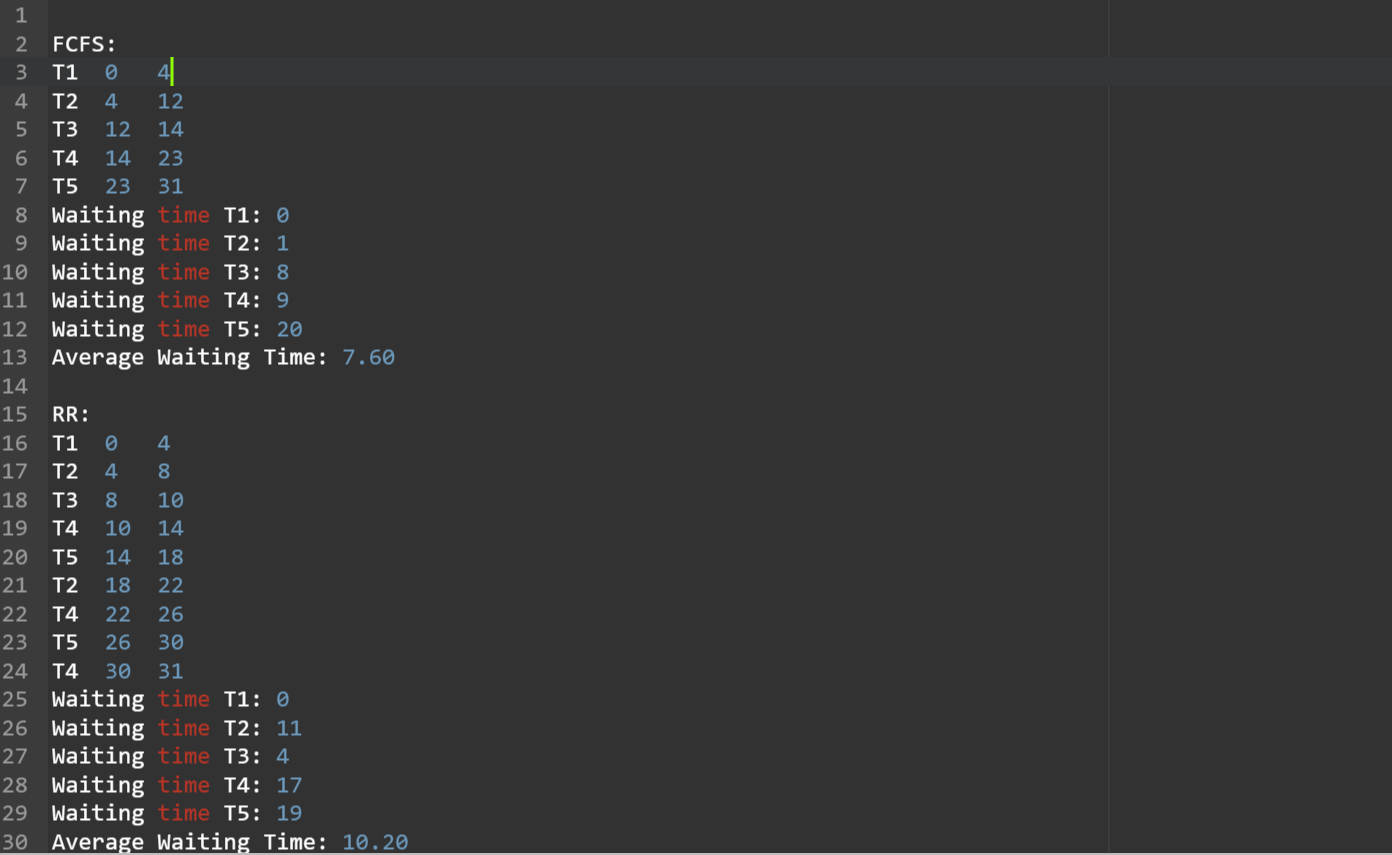 1
2 FCFS:
3 T1 0 4
4 T2 4 12
5 T3 12 14
6 T4 14 23
7 T5 23 31
8 Waiting time T1: 0
9 Waiting time T2: 1
10 Waiting time T3: 8
11 Waiting time T4: 9
12 Waiting time T5: 20
13 Average Waiting Time: 7.60
14
15 RR:
16 T1 0 4
17 T2 4 8
18 T3 8 10
19 T4 10 14
20 T5 14 18
21 T2 18 22
22 T4 22 26
23 T5 26 30
24 T4 30 31
25 Waiting time T1: 0
26 Waiting time T2: 11
27 Waiting time T3: 4
28 Waiting time T4: 17
29 Waiting time T5: 19
30 Average Waiting Time: 10.20